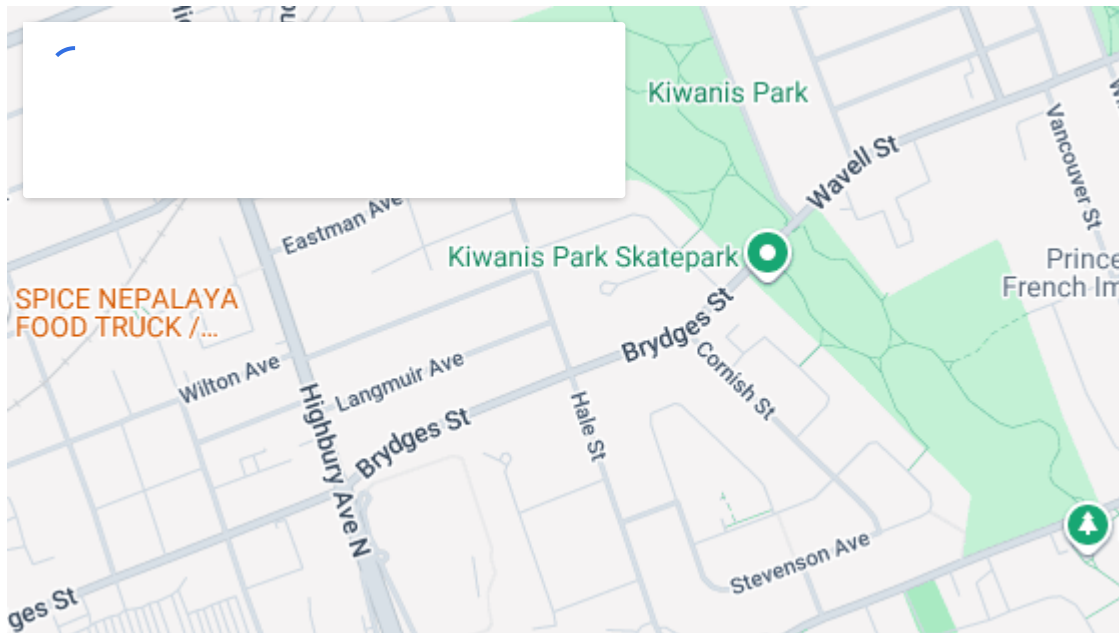 Kiwanis Park
Wavell St
Vancouver St
Eastman Ave
Kiwanis Park Skatepark
Prince
French Im
SPICE NEPALAYA
FOOD TRUCK /...
Brydges St
Wilton Ave
Langmuir Ave
Cornish St
Highbury Ave N
Brydges St
Hale St
Stevenson Ave
ges St